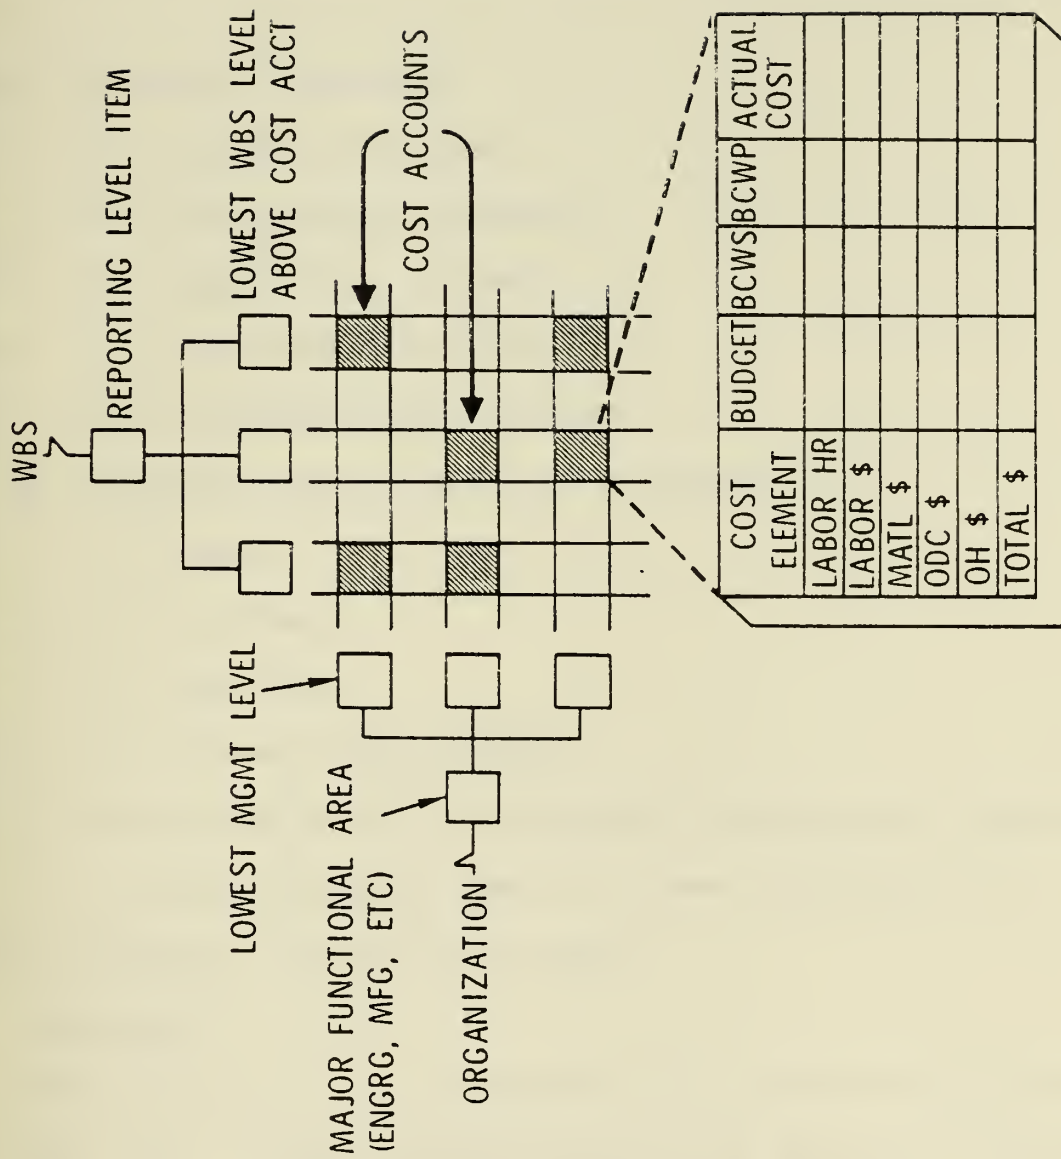 WBS
REPORTING LEVEL ITEM
LOWEST WBS LEVEL
ABOVE COST ACCT
LOWEST MGMT LEVEL
MAJOR FUNCTIONAL AREA
(ENGRG, MFG, ETC)
ORGANIZATION
COST ACCOUNTS
COST
ELEMENT
BUDGET
BCWS
BCWP
ACTUAL
COST
LABOR HR
LABOR $
MATL $
ODC $
OH $
TOTAL $